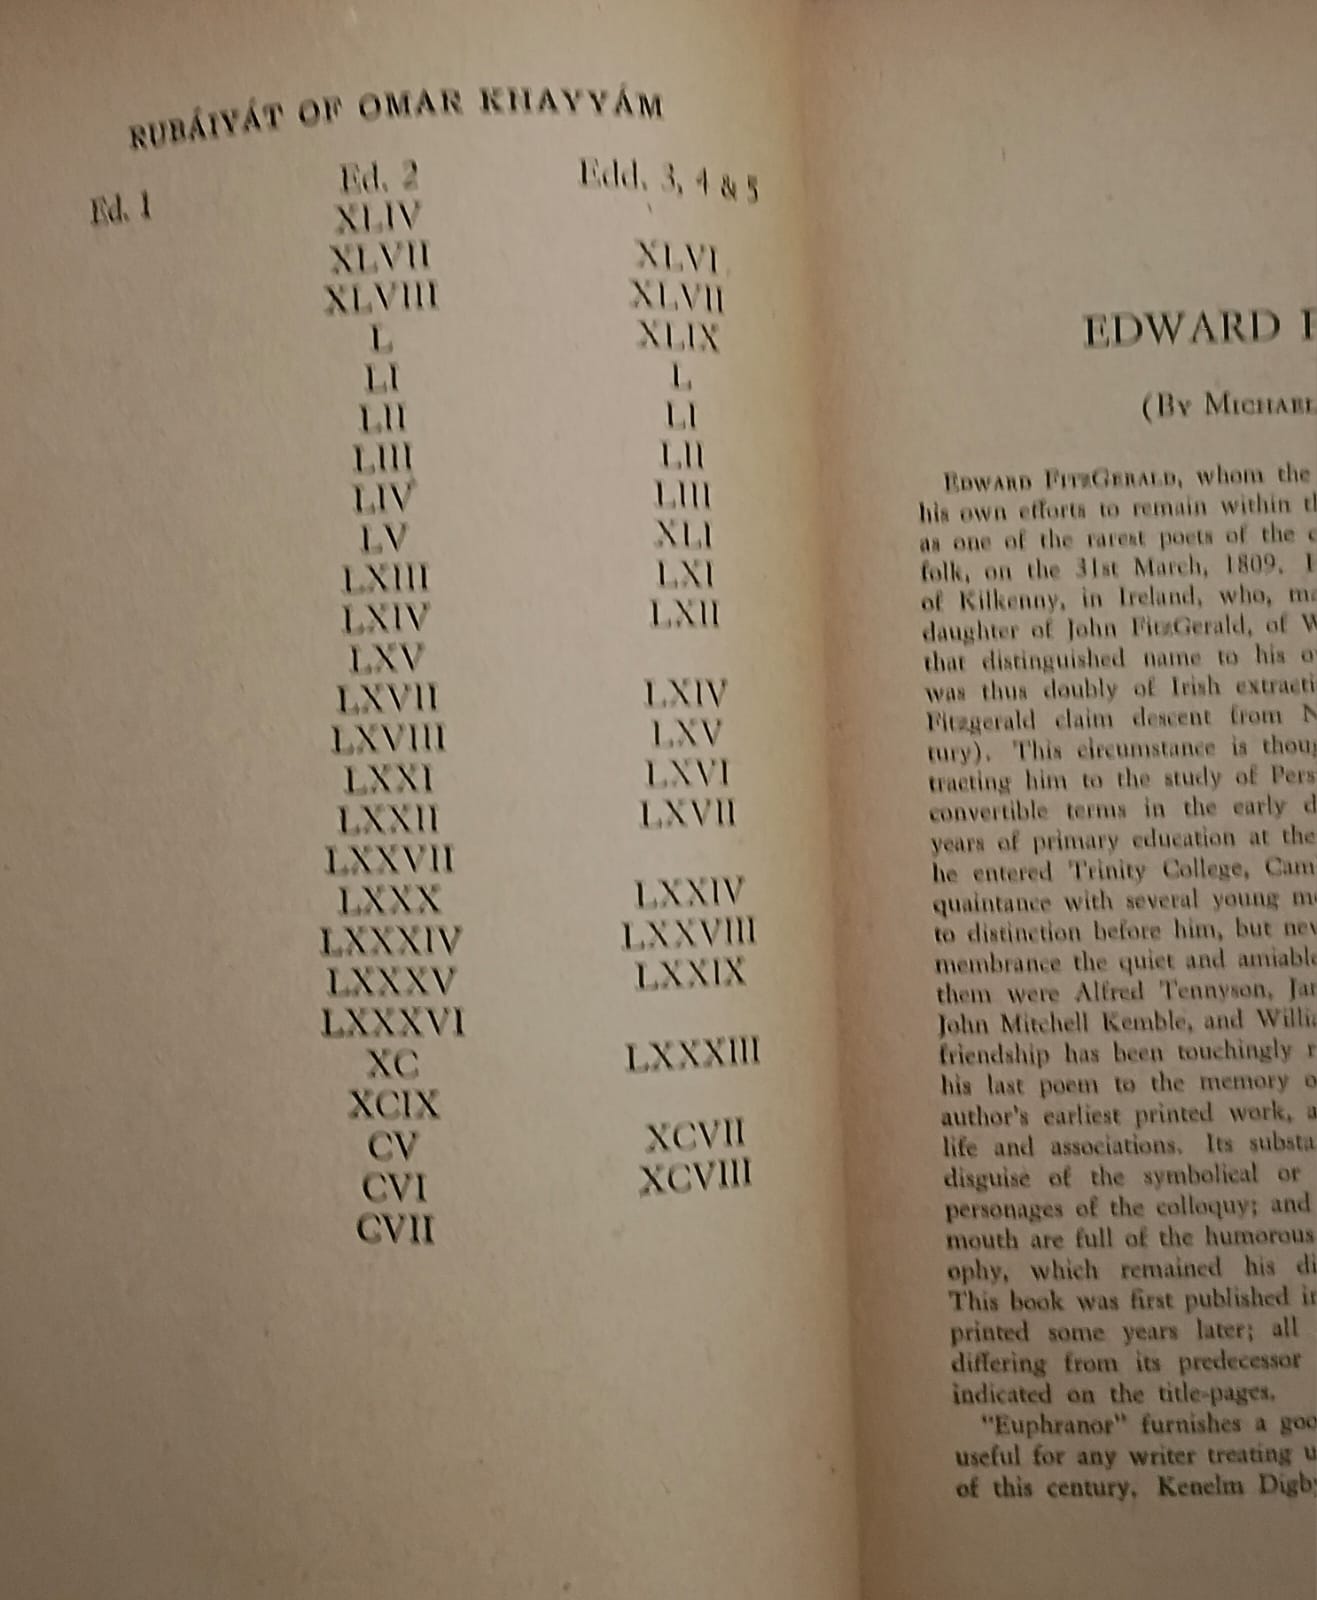 RUBÁIYÁT OF OMAR KHAYYÁM
Ed. 1 Ed. 2 Edd. 3, 4 & 5
XLIV
XLVII XLVI
XLVIII XLVII
L XLIX
LI L
LII LI
LIII LII
LIV LIII
LV XLI
LXIII LXI
LXIV LXII
LXV
LXVII LXIV
LXVIII LXV
LXXI LXVI
LXXII LXVII
LXXVII
LXXX LXXIV
LXXXIV LXXVIII
LXXXV LXXIX
LXXXVI
XC LXXXIII
XCIX
CV XCVII
CVI XCVIII
CVII
EDWARD
(By Michael
Edward FitzGerald, whom the
his own efforts to remain within
as one of the rarest poets of the
folk, on the 31st March, 1809.
of Kilkenny, in Ireland, who,
daughter of John FitzGerald, of
that distinguished name to his
was thus doubly of Irish
Fitzgerald claim descent from
tury). This circumstance is
tracting him to the study of
convertible terms in the early
years of primary education at the
he entered Trinity College,
quaintance with several young
to distinction before him, but
membrance the quiet and
them were Alfred Tennyson,
John Mitchell Kemble, and
friendship has been touchingly
his last poem to the memory
author's earliest printed work,
life and associations. Its
disguise of the symbolical or
personages of the colloquy; and
mouth are full of the humorous
ophy, which remained his
This book was first published
printed some years later; all
differing from its predecessor
indicated on the title-pages.
"Euphranor" furnishes a
useful for any writer treating
of this century, Kenelm